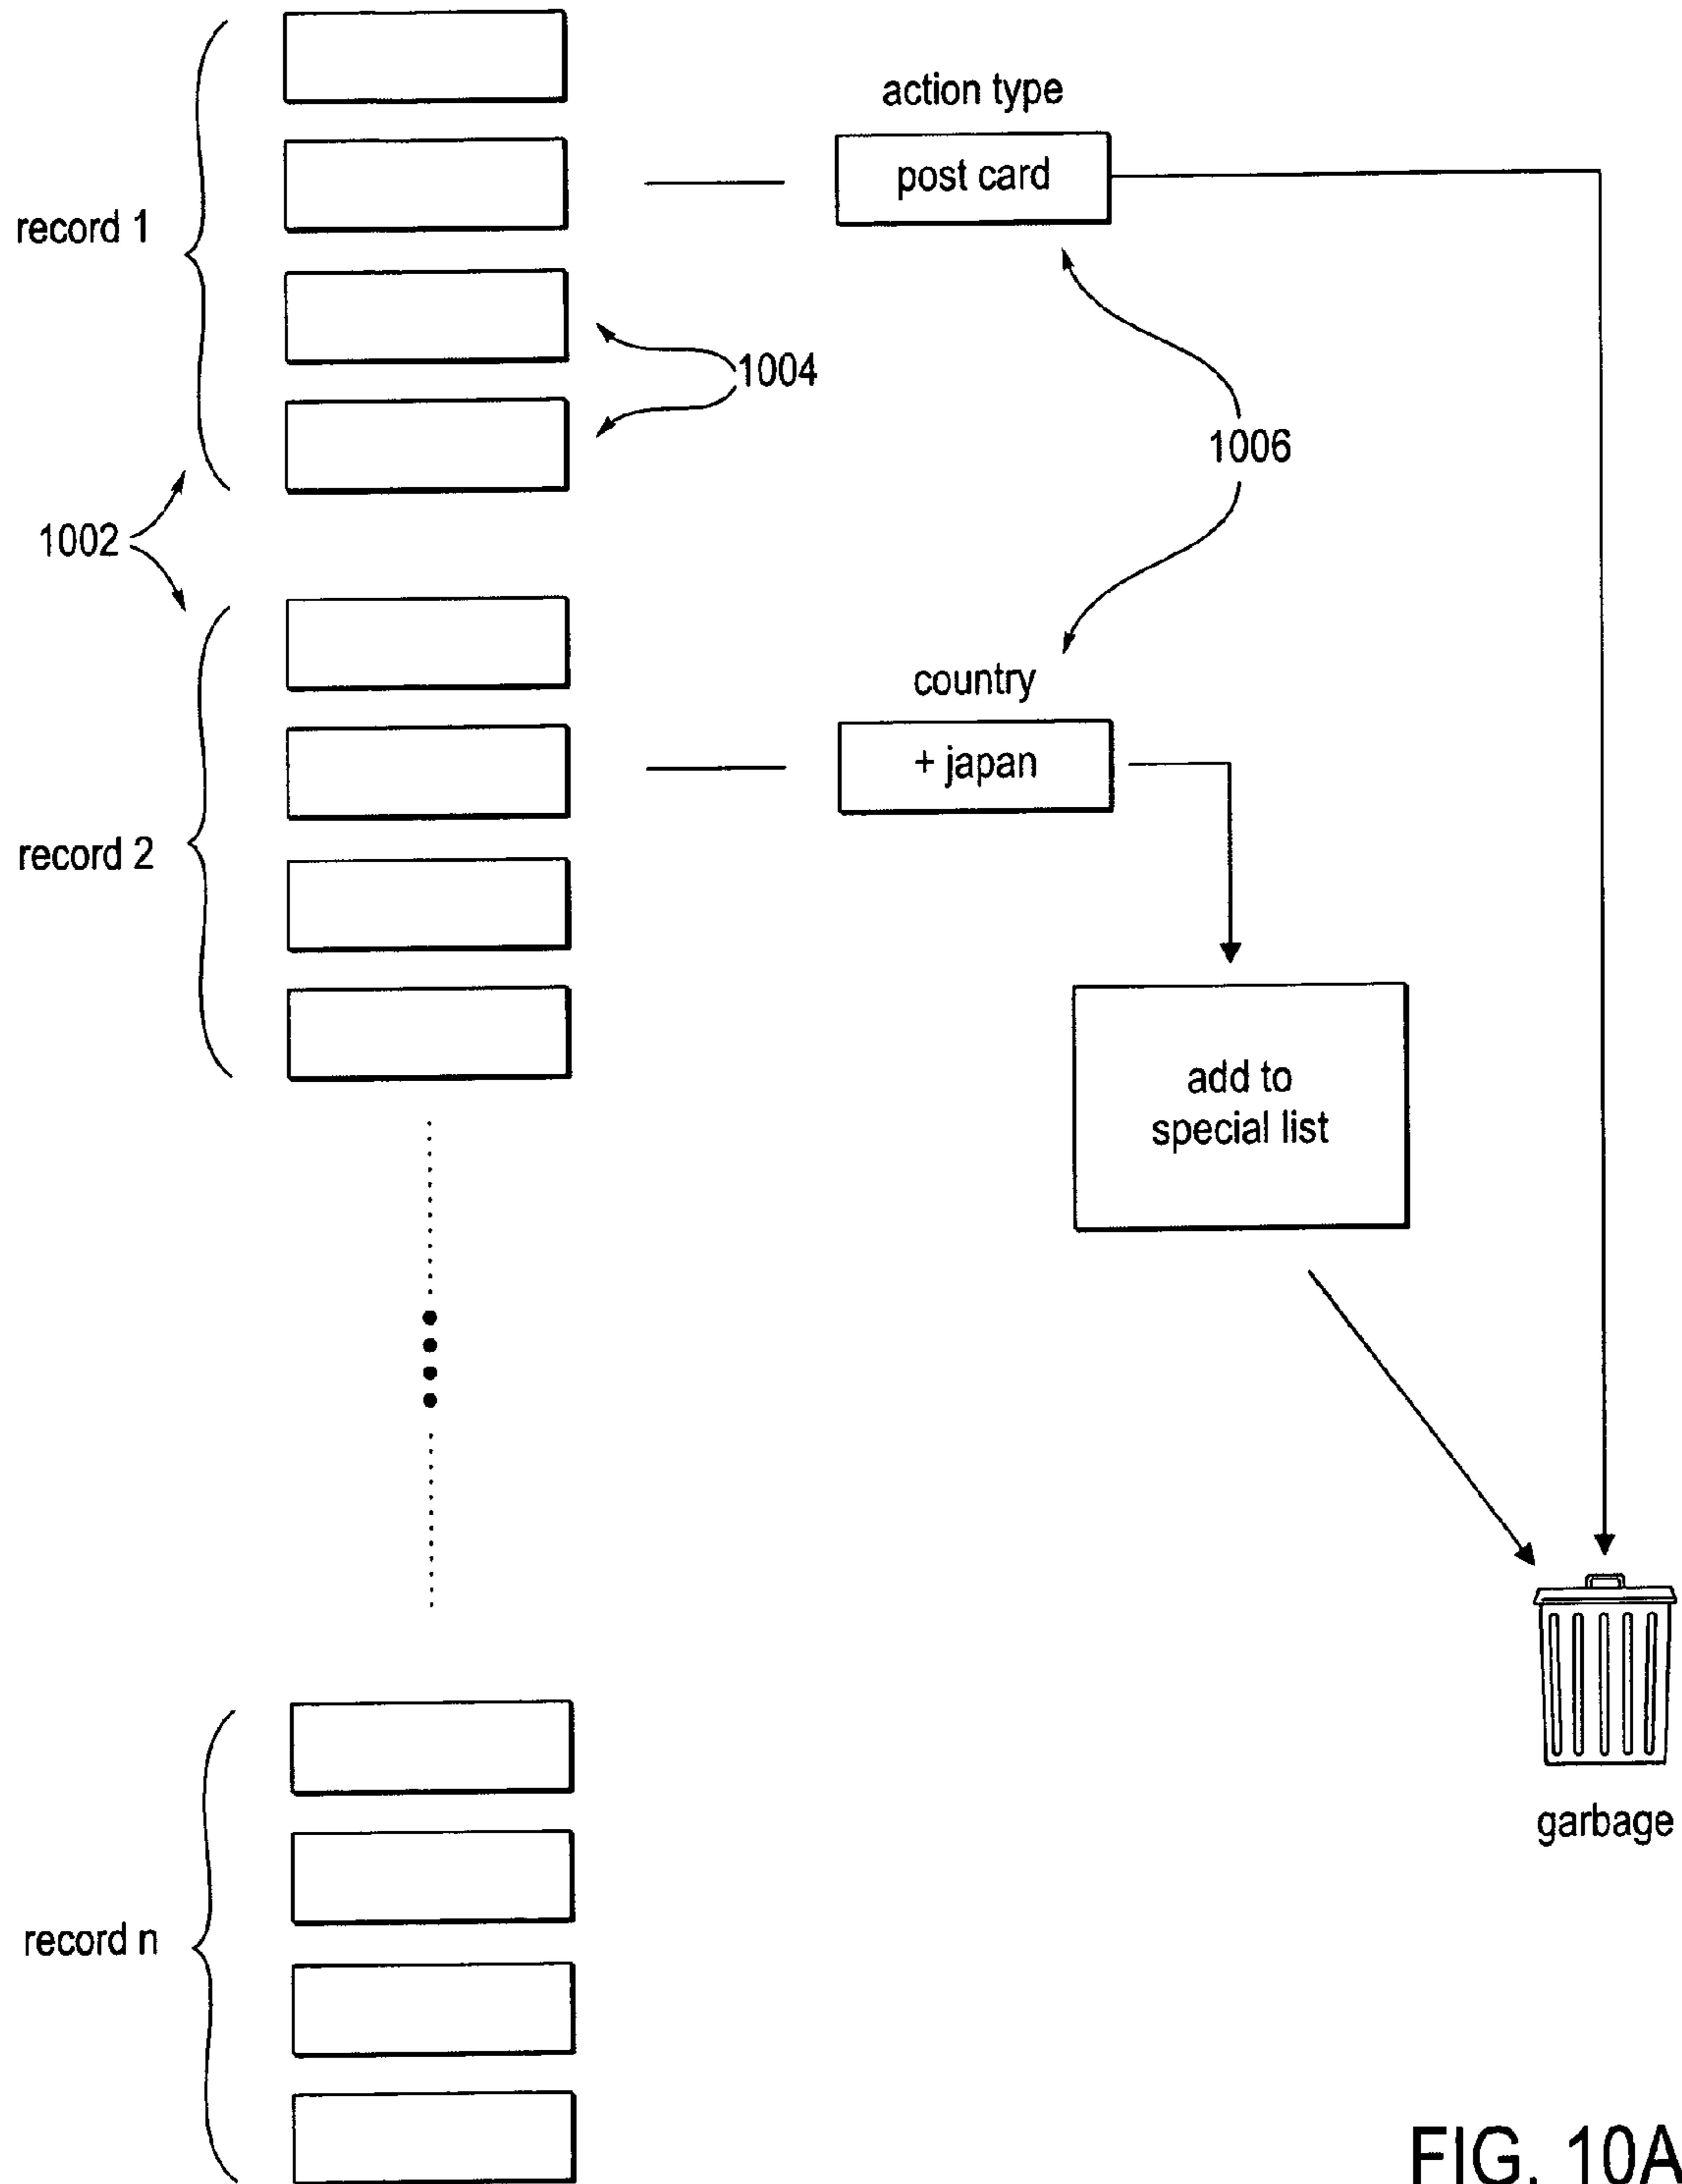 action type
post card
record 1
1004
1006
1002
country
+ japan
record 2
add to
special list
garbage
record n
FIG. 10A